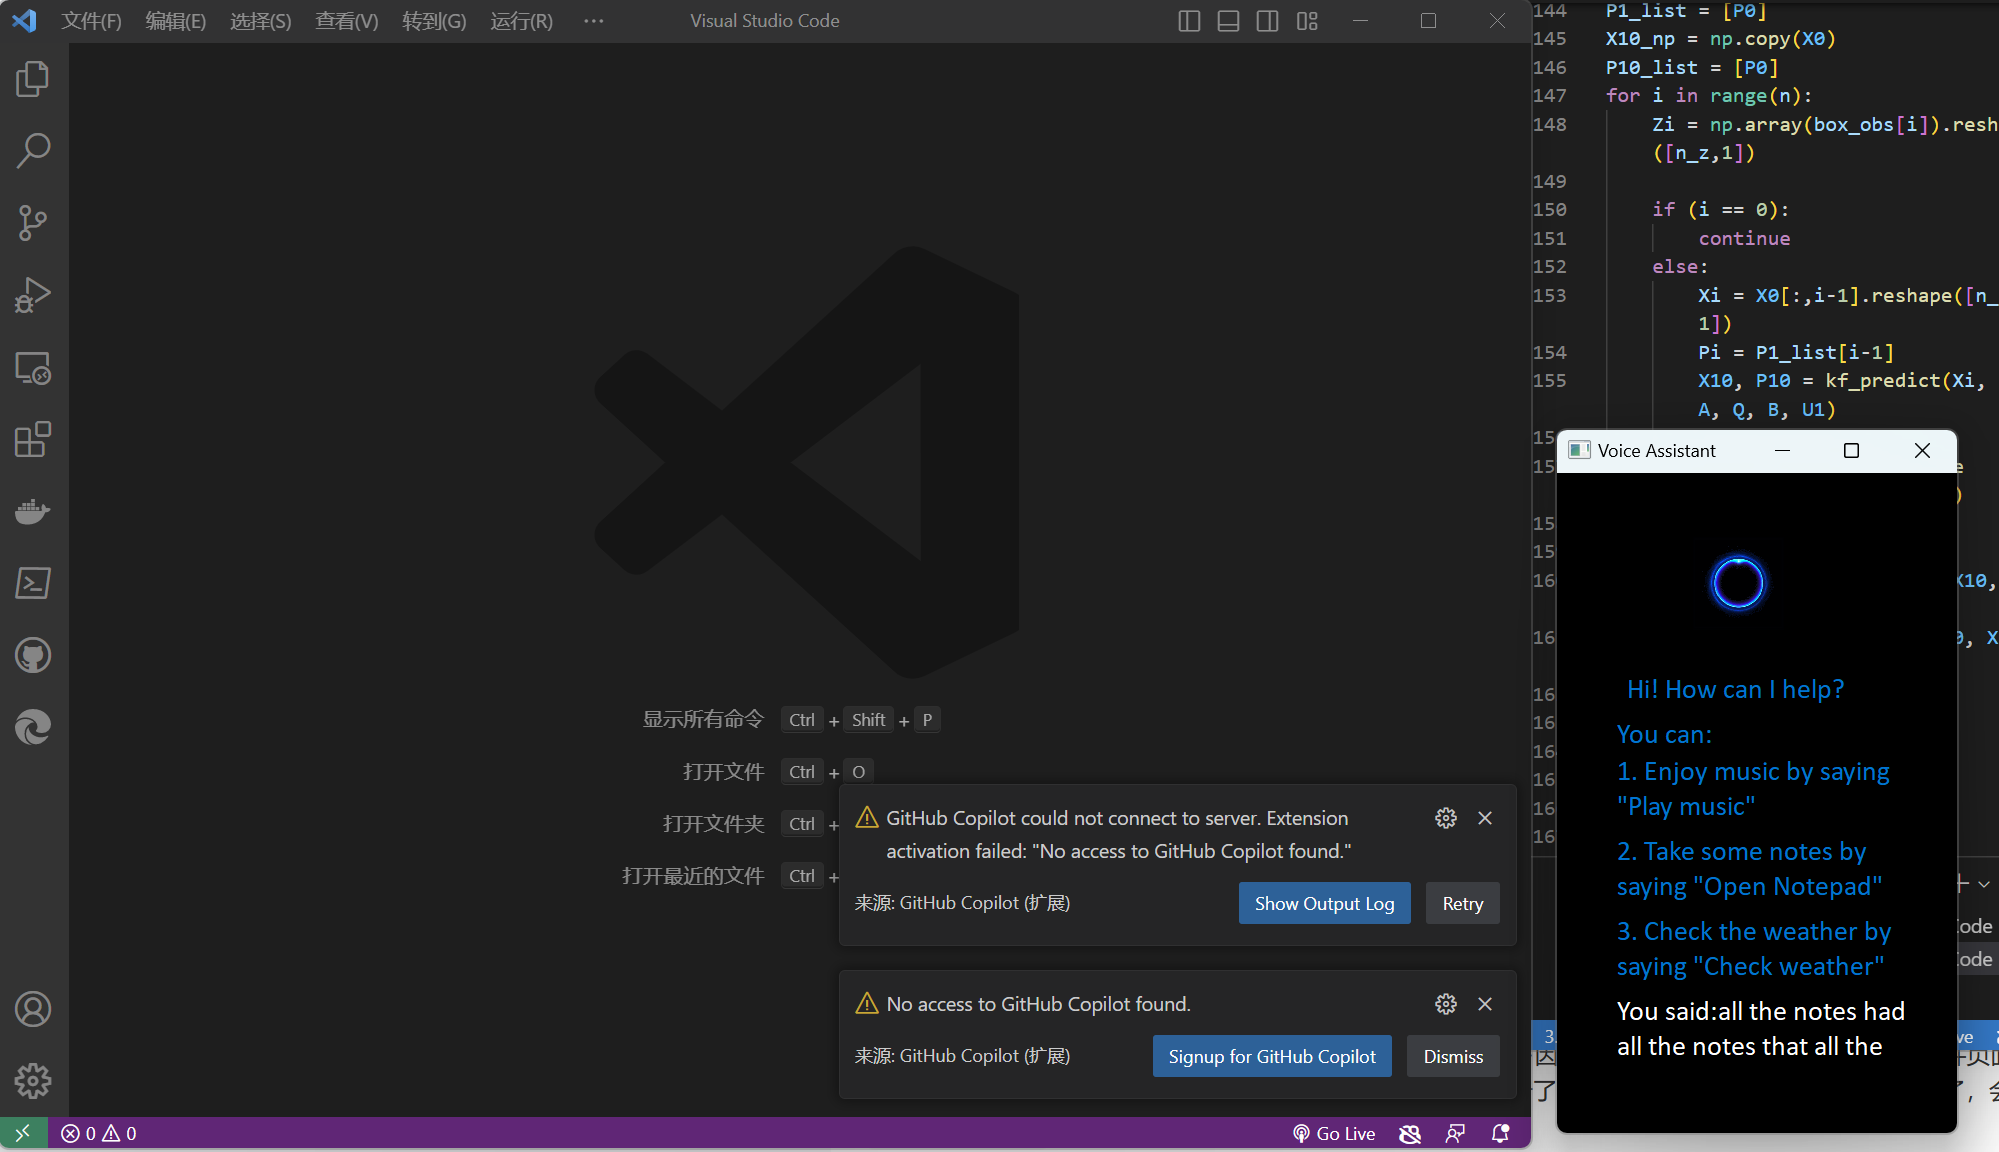 文件(F) 编辑(E) 选择(S) 查看(V) 转到(G) 运行(R) ··· Visual Studio Code
显示所有命令 Ctrl + Shift + P
打开文件 Ctrl + O
打开文件夹 Ctrl +
打开最近的文件 Ctrl +
GitHub Copilot could not connect to server. Extension
activation failed: "No access to GitHub Copilot found."
来源: GitHub Copilot (扩展) Show Output Log Retry
No access to GitHub Copilot found.
来源: GitHub Copilot (扩展) Signup for GitHub Copilot Dismiss
0 0 Go Live
144 P1_list = [P0]
145 X10_np = np.copy(X0)
146 P10_list = [P0]
147 for i in range(n):
148 Zi = np.array(box_obs[i]).resh
([n_z,1])
149
150 if (i == 0):
151 continue
152 else:
153 Xi = X0[:,i-1].reshape([n_
1])
154 Pi = P1_list[i-1]
155 X10, P10 = kf_predict(Xi,
A, Q, B, U1)
Voice Assistant
Hi! How can I help?
You can:
1. Enjoy music by saying
"Play music"
2. Take some notes by
saying "Open Notepad"
3. Check the weather by
saying "Check weather"
You said:all the notes had
all the notes that all the